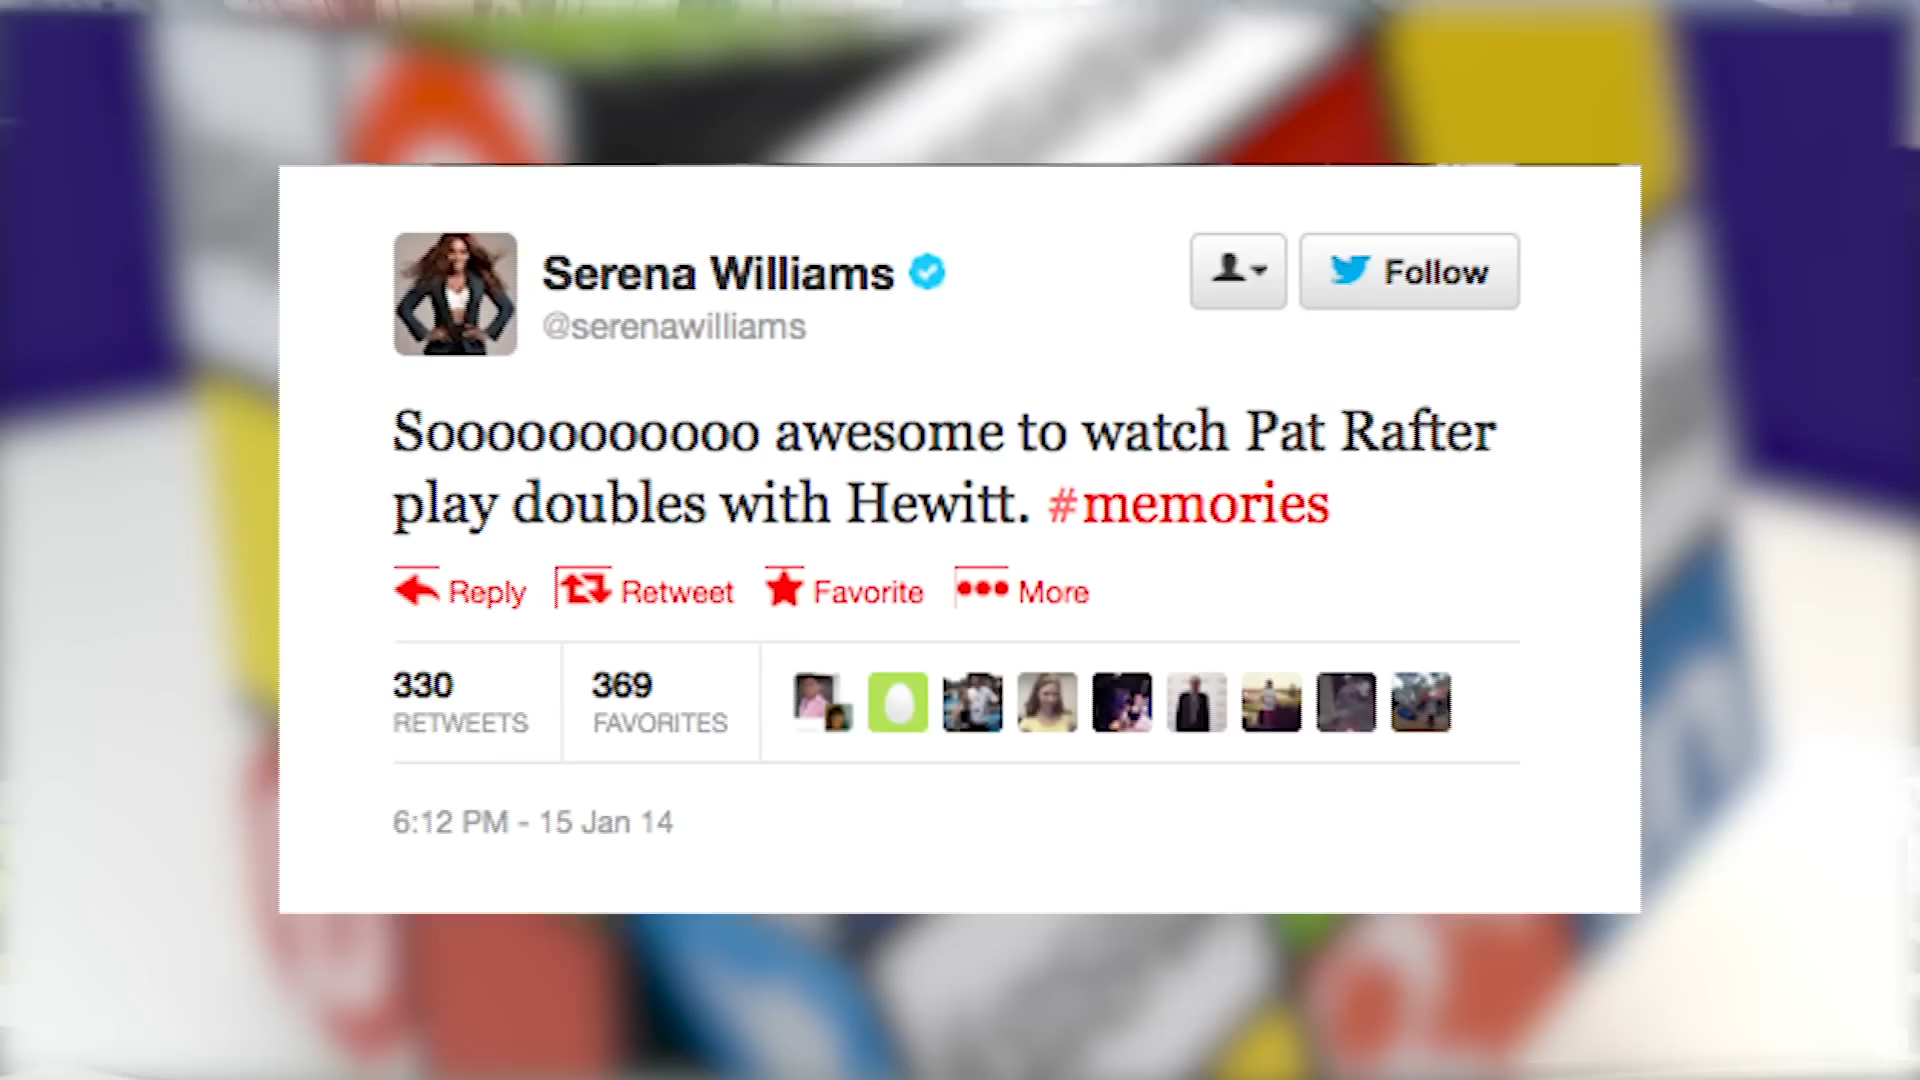 Serena Williams
@serenawilliams
Follow
Sooooooooooo awesome to watch Pat Rafter
play doubles with Hewitt. #memories
Reply Retweet Favorite More
330 369
RETWEETS FAVORITES
6:12 PM - 15 Jan 14